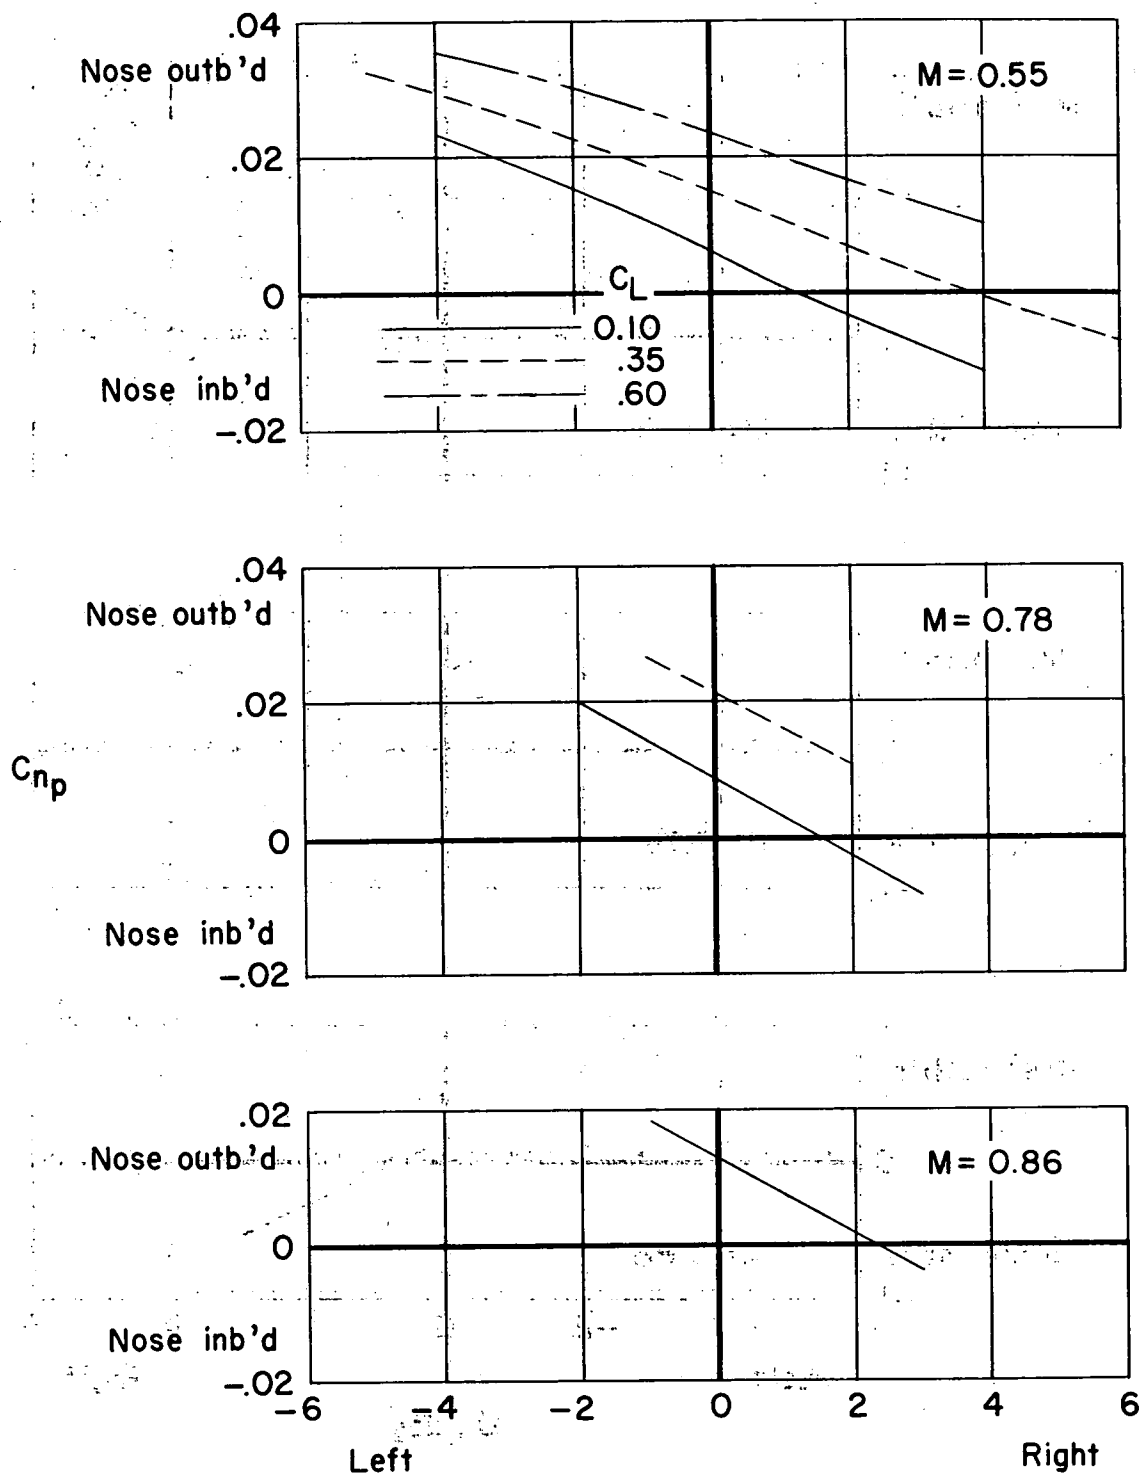 .04
Nose outb'd
M = 0.55
.02
0
C_L
0.10
.35
.60
Nose inb'd
-.02
.04
Nose outb'd
M = 0.78
.02
C_{n_p}
0
Nose inb'd
-.02
.02
Nose outb'd
M = 0.86
0
Nose inb'd
-.02
-6 -4 -2 0 2 4 6
Left Right